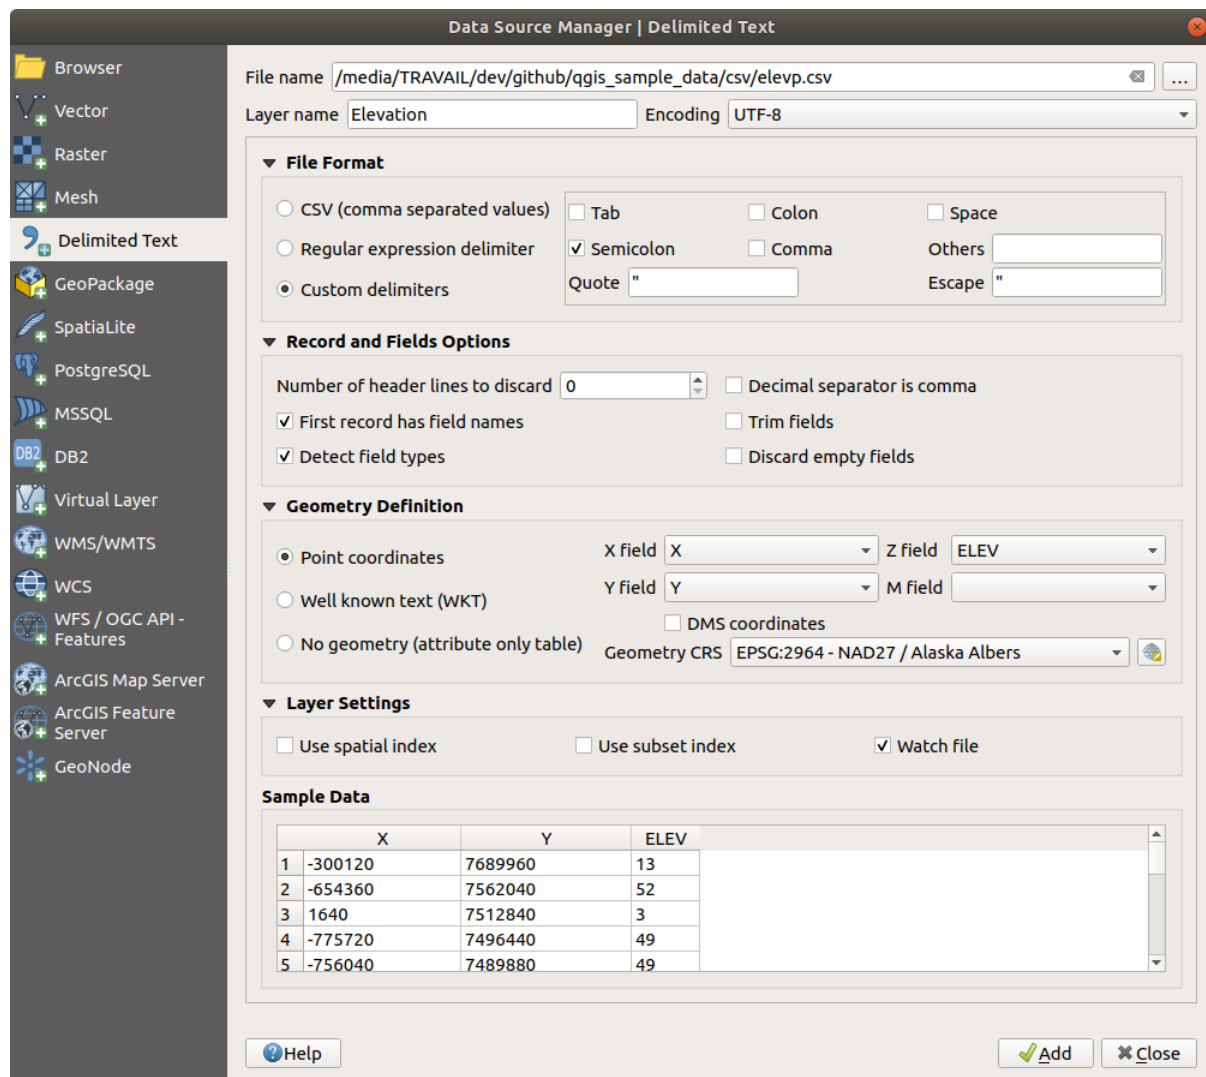 Data Source Manager | Delimited Text
Browser
Vector
Raster
Mesh
Delimited Text
GeoPackage
SpatiaLite
PostgreSQL
MSSQL
DB2 DB2
Virtual Layer
WMS/WMTS
WCS
WFS / OGC API -
Features
ArcGIS Map Server
ArcGIS Feature
Server
GeoNode
File name /media/TRAVAIL/dev/github/qgis_sample_data/csv/elevp.csv ...
Layer name Elevation Encoding UTF-8
File Format
CSV (comma separated values) Tab Colon Space
Regular expression delimiter Semicolon Comma Others
Custom delimiters Quote " Escape "
Record and Fields Options
Number of header lines to discard 0 Decimal separator is comma
First record has field names Trim fields
Detect field types Discard empty fields
Geometry Definition
Point coordinates X field X Z field ELEV
Well known text (WKT) Y field Y M field
DMS coordinates
No geometry (attribute only table) Geometry CRS EPSG:2964 - NAD27 / Alaska Albers
Layer Settings
Use spatial index Use subset index Watch file
Sample Data
X Y ELEV
1 -300120 7689960 13
2 -654360 7562040 52
3 1640 7512840 3
4 -775720 7496440 49
5 -756040 7489880 49
?Help Add Close